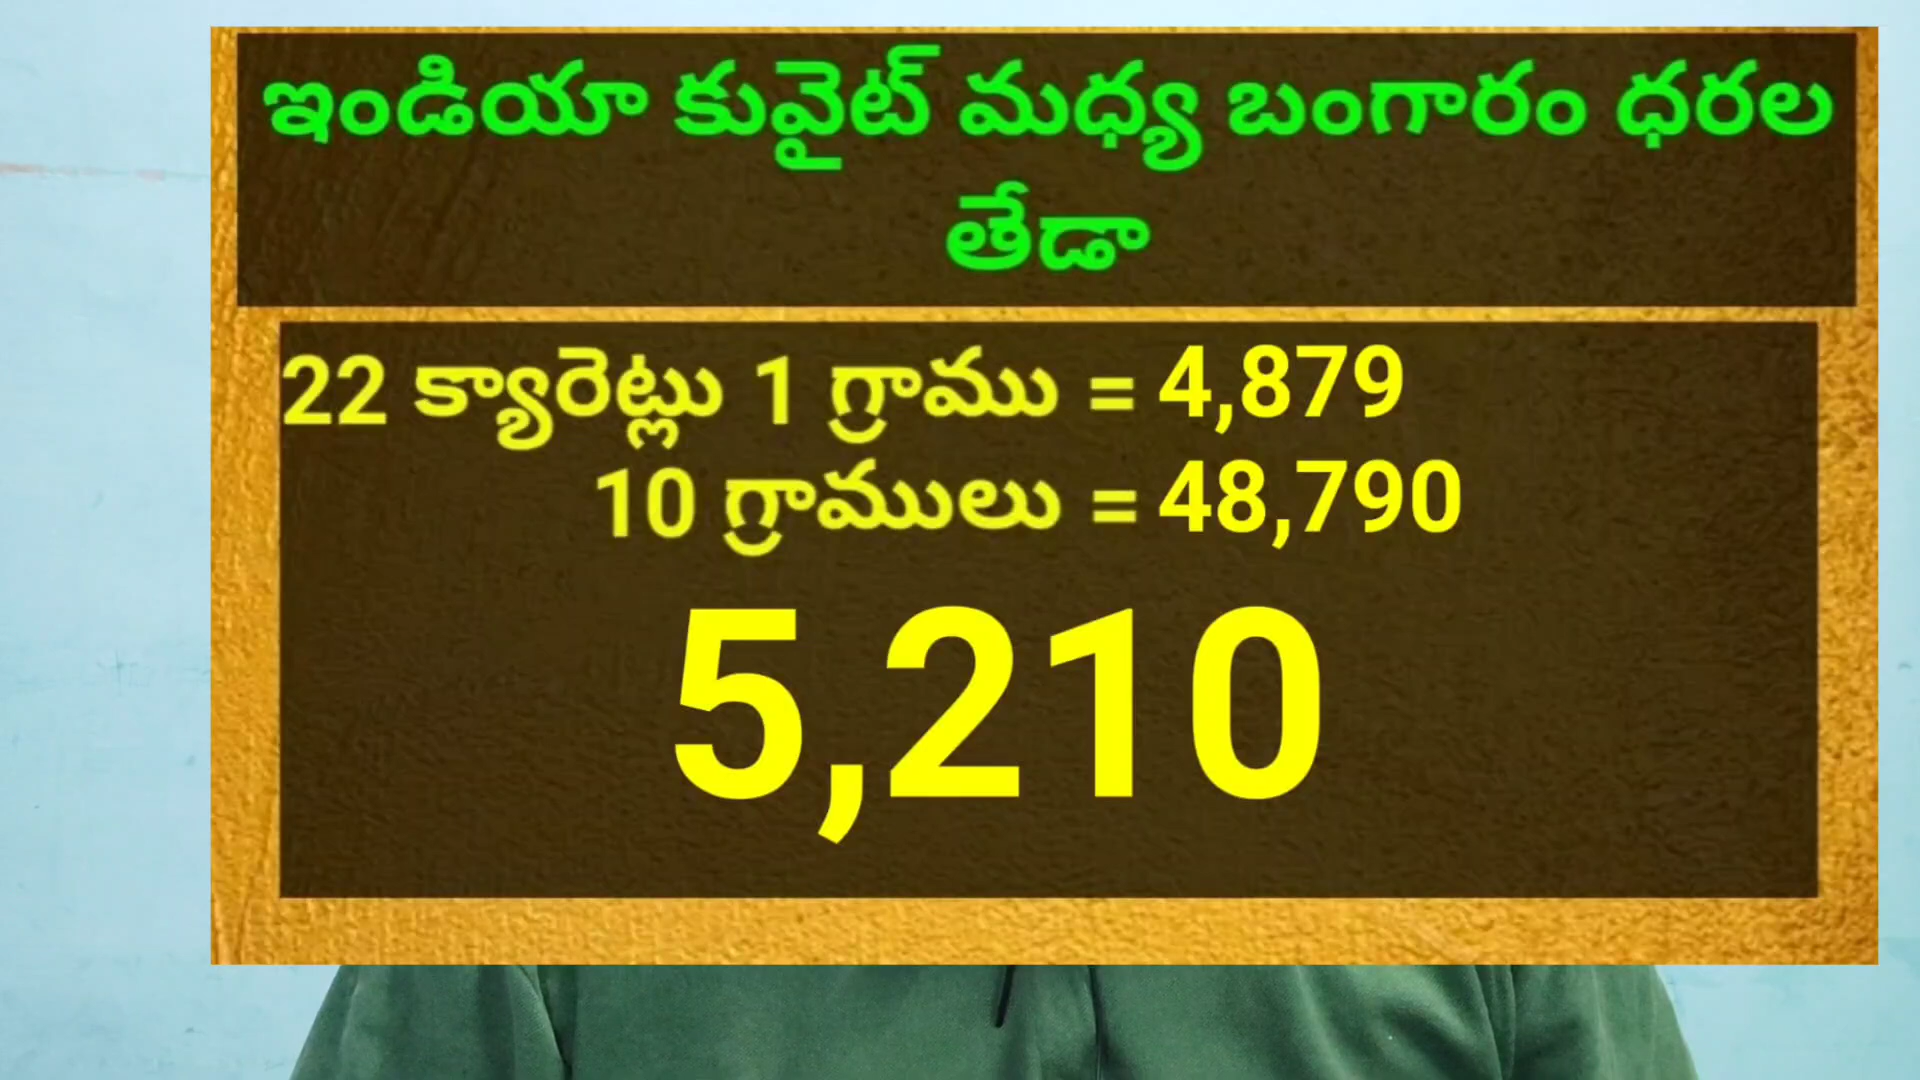 ఇండియా కువైట్ మధ్య బంగారం ధరల
తేడా
22 క్యారెట్లు 1 గ్రాము = 4,879
10 గ్రాములు = 48,790
5,210